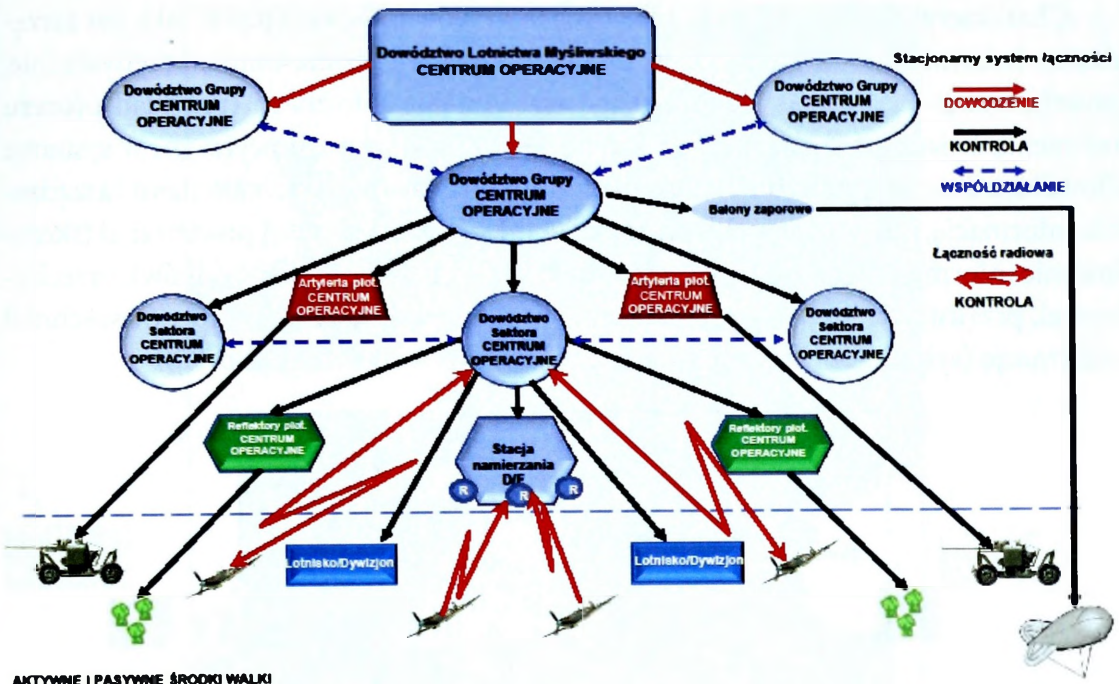 Dowództwo Lotnictwa Myśliwskiego
CENTRUM OPERACYJNE
Stacjonarny system łączności
Dowództwo Grupy
CENTRUM
OPERACYJNE
Dowództwo Grupy
CENTRUM
OPERACYJNE
DOWODZENIE
KONTROLA
WSPÓŁDZIAŁANIE
Dowództwo Grupy
CENTRUM
OPERACYJNE
Balony zaporowe
Łączność radiowa
KONTROLA
Artyleria plot.
CENTRUM
OPERACYJNE
Artyleria plot.
CENTRUM
OPERACYJNE
Dowództwo
Sektora
CENTRUM
OPERACYJNE
Dowództwo
Sektora
CENTRUM
OPERACYJNE
Dowództwo
Sektora
CENTRUM
OPERACYJNE
Reflektory plot.
CENTRUM
OPERACYJNE
Reflektory plot.
CENTRUM
OPERACYJNE
Stacja
namierzania
D/F
R
R
R
Lotnisko/Dywizjon
Lotnisko/Dywizjon
AKTYWNE I PASYWNE ŚRODKI WALKI